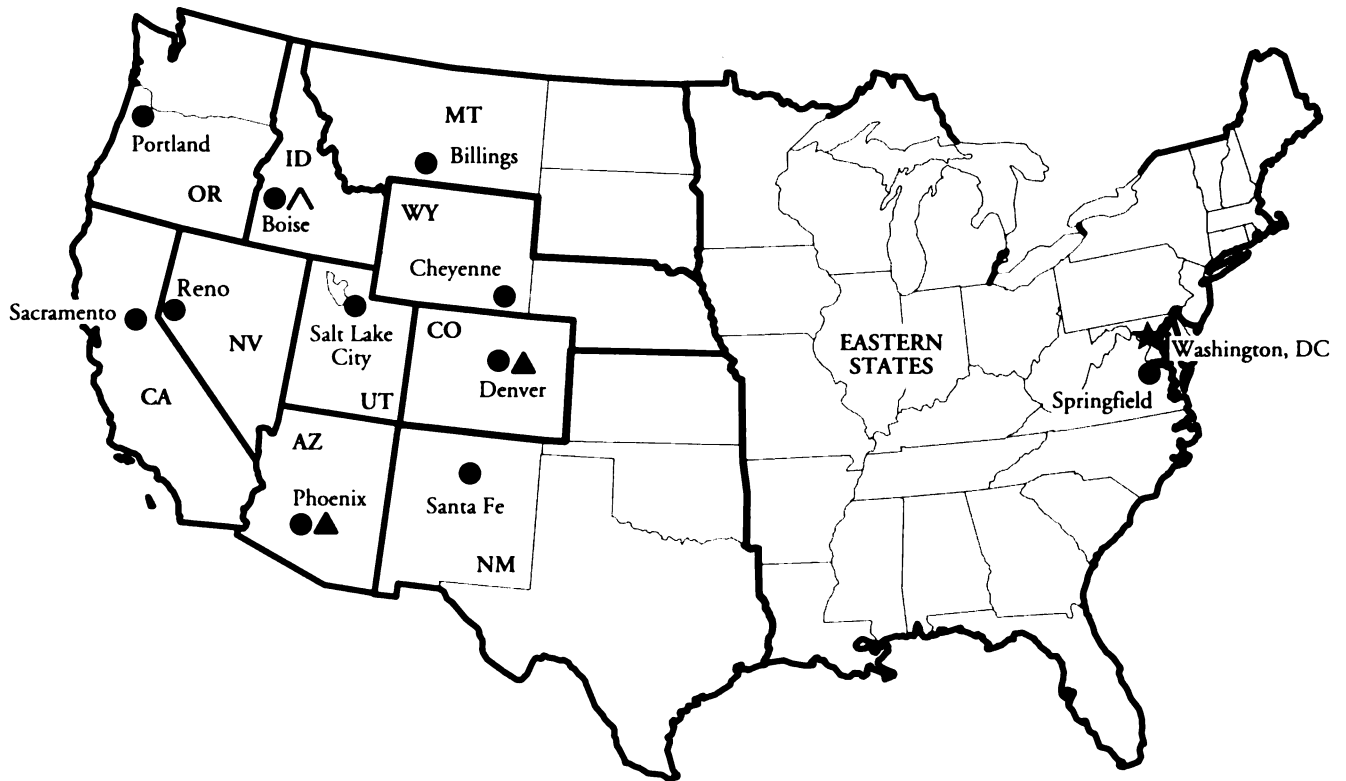 MT
Portland
Billings
ID
OR
WY
Boise
Cheyenne
Reno
Sacramento
Salt Lake
City
CO
NV
EASTERN
STATES
Washington, DC
Denver
CA
UT
Springfield
AZ
Phoenix
Santa Fe
NM